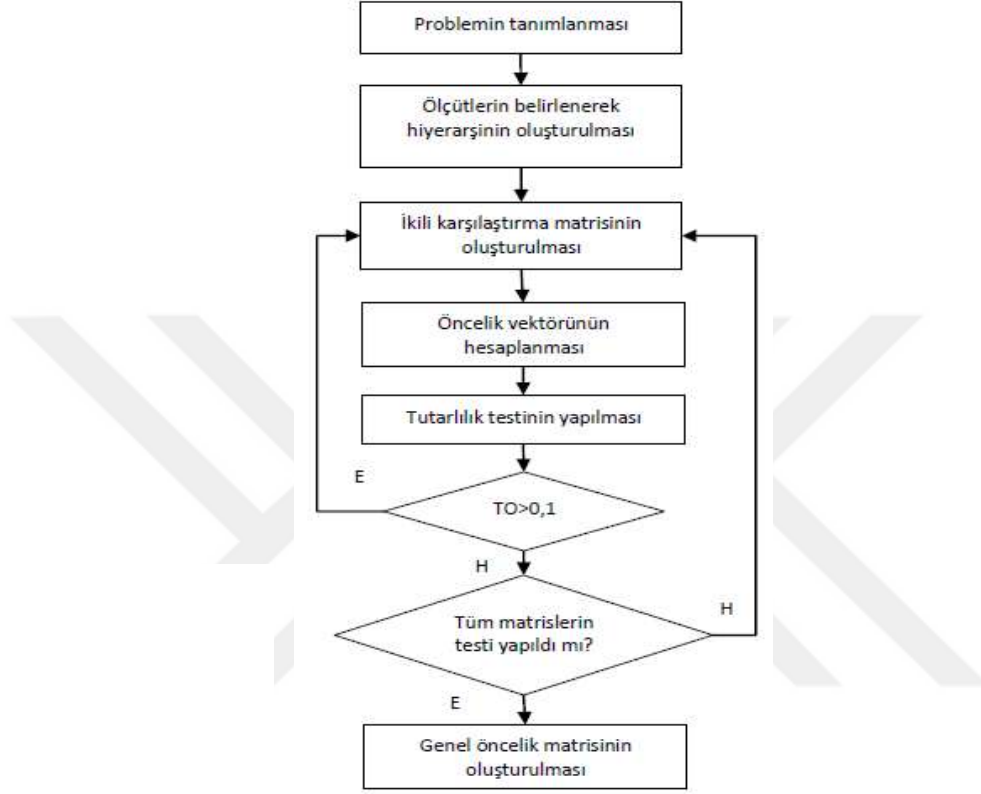 Problemin tanımlanması
Ölçütlerin belirlenerek
hiyerarşinin oluşturulması
İkili karşılaştırma matrisinin
oluşturulması
Öncelik vektörünün
hesaplanması
Tutarlılık testinin yapılması
E
TO>0,1
H
Tüm matrislerin
testi yapıldı mı?
H
E
Genel öncelik matrisinin
oluşturulması